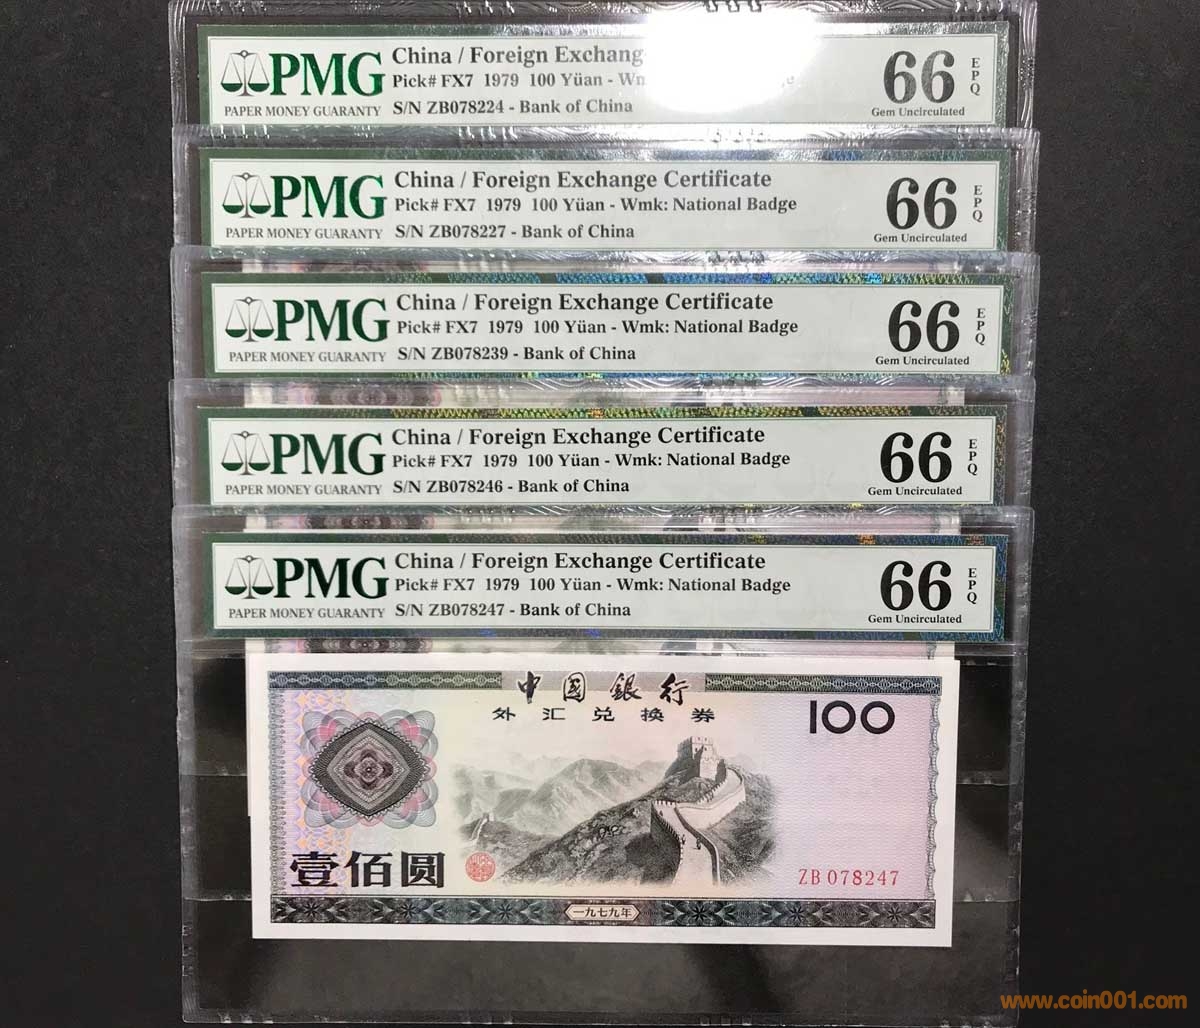 PMG
PAPER MONEY GUARANTY
China / Foreign Exchang
Pick# FX7 1979 100 Yüan - Wm ge
S/N ZB078224 - Bank of China
66 EPQ
Gem Uncirculated
PMG
PAPER MONEY GUARANTY
China / Foreign Exchange Certificate
Pick# FX7 1979 100 Yüan - Wmk: National Badge
S/N ZB078227 - Bank of China
66 EPQ
Gem Uncirculated
PMG
PAPER MONEY GUARANTY
China / Foreign Exchange Certificate
Pick# FX7 1979 100 Yüan - Wmk: National Badge
S/N ZB078239 - Bank of China
66 EPQ
Gem Uncirculated
PMG
PAPER MONEY GUARANTY
China / Foreign Exchange Certificate
Pick# FX7 1979 100 Yüan - Wmk: National Badge
S/N ZB078246 - Bank of China
66 EPQ
Gem Uncirculated
PMG
PAPER MONEY GUARANTY
China / Foreign Exchange Certificate
Pick# FX7 1979 100 Yüan - Wmk: National Badge
S/N ZB078247 - Bank of China
66 EPQ
Gem Uncirculated
中國銀行
外汇兑换券
100
壹佰圆
ZB 078247
一九七九年
www.coin001.com